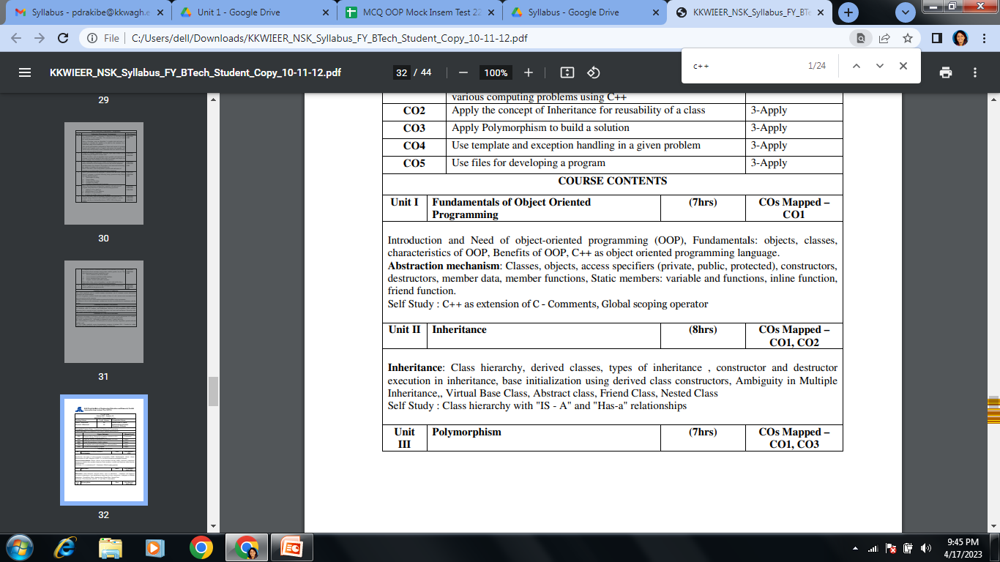 Syllabus - pdrakibe@kkwagh.e
Unit 1 - Google Drive
MCQ OOP Mock Insem Test 22
Syllabus - Google Drive
KKWIEER_NSK_Syllabus_FY_BTe
File
C:/Users/dell/Downloads/KKWIEER_NSK_Syllabus_FY_BTech_Student_Copy_10-11-12.pdf
KKWIEER_NSK_Syllabus_FY_BTech_Student_Copy_10-11-12.pdf
32 / 44
100%
c++
1/24
29
30
31
32
various computing problems using C++
CO2 Apply the concept of Inheritance for reusability of a class 3-Apply
CO3 Apply Polymorphism to build a solution 3-Apply
CO4 Use template and exception handling in a given problem 3-Apply
CO5 Use files for developing a program 3-Apply
COURSE CONTENTS
Unit I Fundamentals of Object Oriented (7hrs) COs Mapped –
Programming CO1
Introduction and Need of object-oriented programming (OOP), Fundamentals: objects, classes,
characteristics of OOP, Benefits of OOP, C++ as object oriented programming language.
Abstraction mechanism: Classes, objects, access specifiers (private, public, protected), constructors,
destructors, member data, member functions, Static members: variable and functions, inline function,
friend function.
Self Study : C++ as extension of C - Comments, Global scoping operator
Unit II Inheritance (8hrs) COs Mapped –
CO1, CO2
Inheritance: Class hierarchy, derived classes, types of inheritance , constructor and destructor
execution in inheritance, base initialization using derived class constructors, Ambiguity in Multiple
Inheritance,, Virtual Base Class, Abstract class, Friend Class, Nested Class
Self Study : Class hierarchy with "IS - A" and "Has-a" relationships
Unit Polymorphism (7hrs) COs Mapped –
III CO1, CO3
9:45 PM
4/17/2023